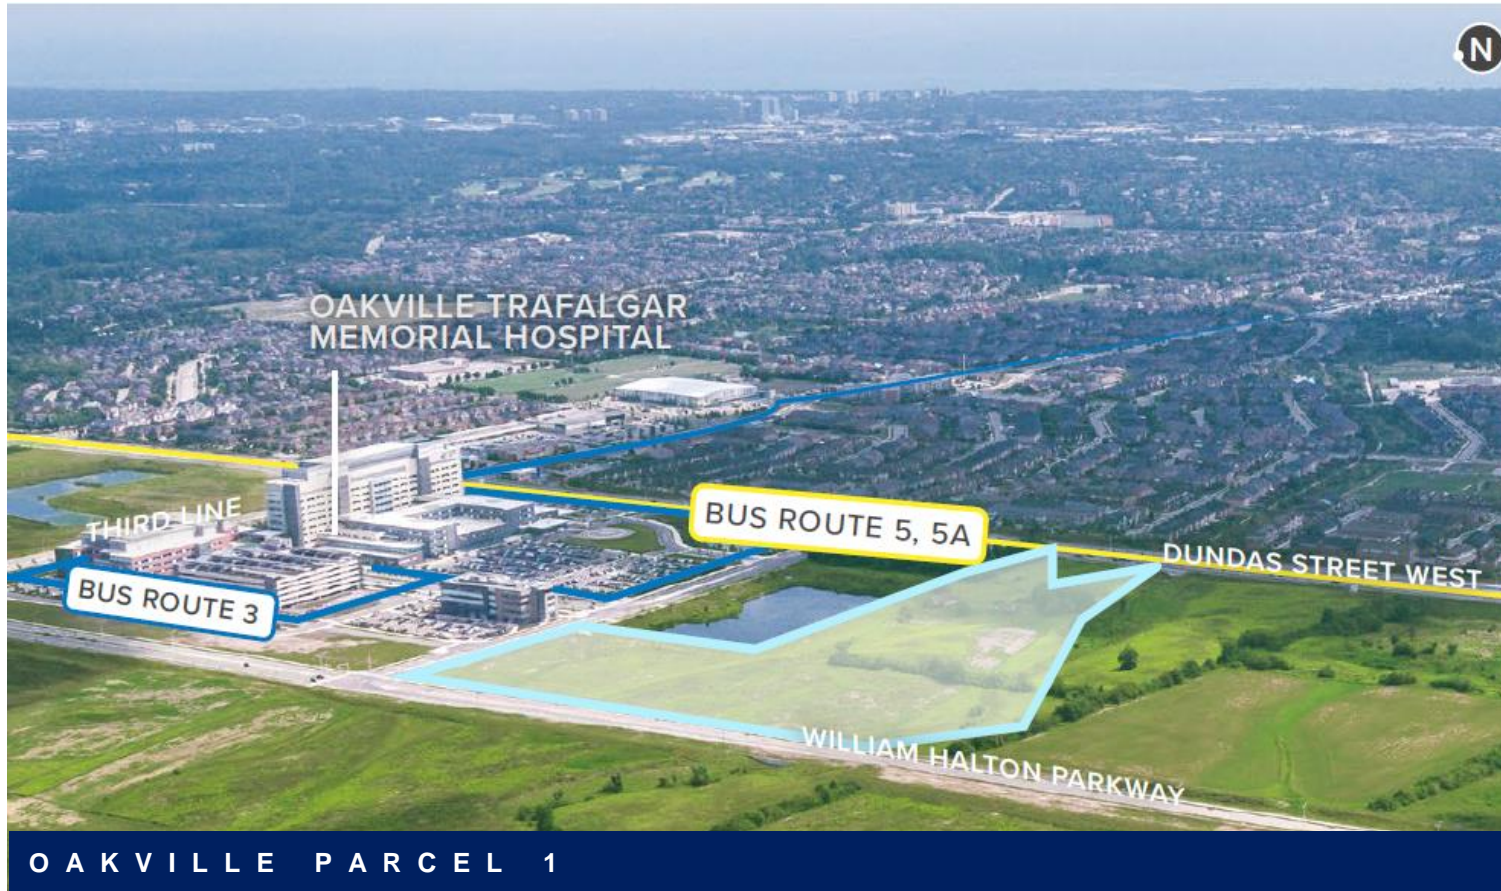 N
OAKVILLE TRAFALGAR
MEMORIAL HOSPITAL
THIRD LINE
BUS ROUTE 5, 5A
DUNDAS STREET WEST
BUS ROUTE 3
WILLIAM HALTON PARKWAY
OAKVILLE PARCEL 1